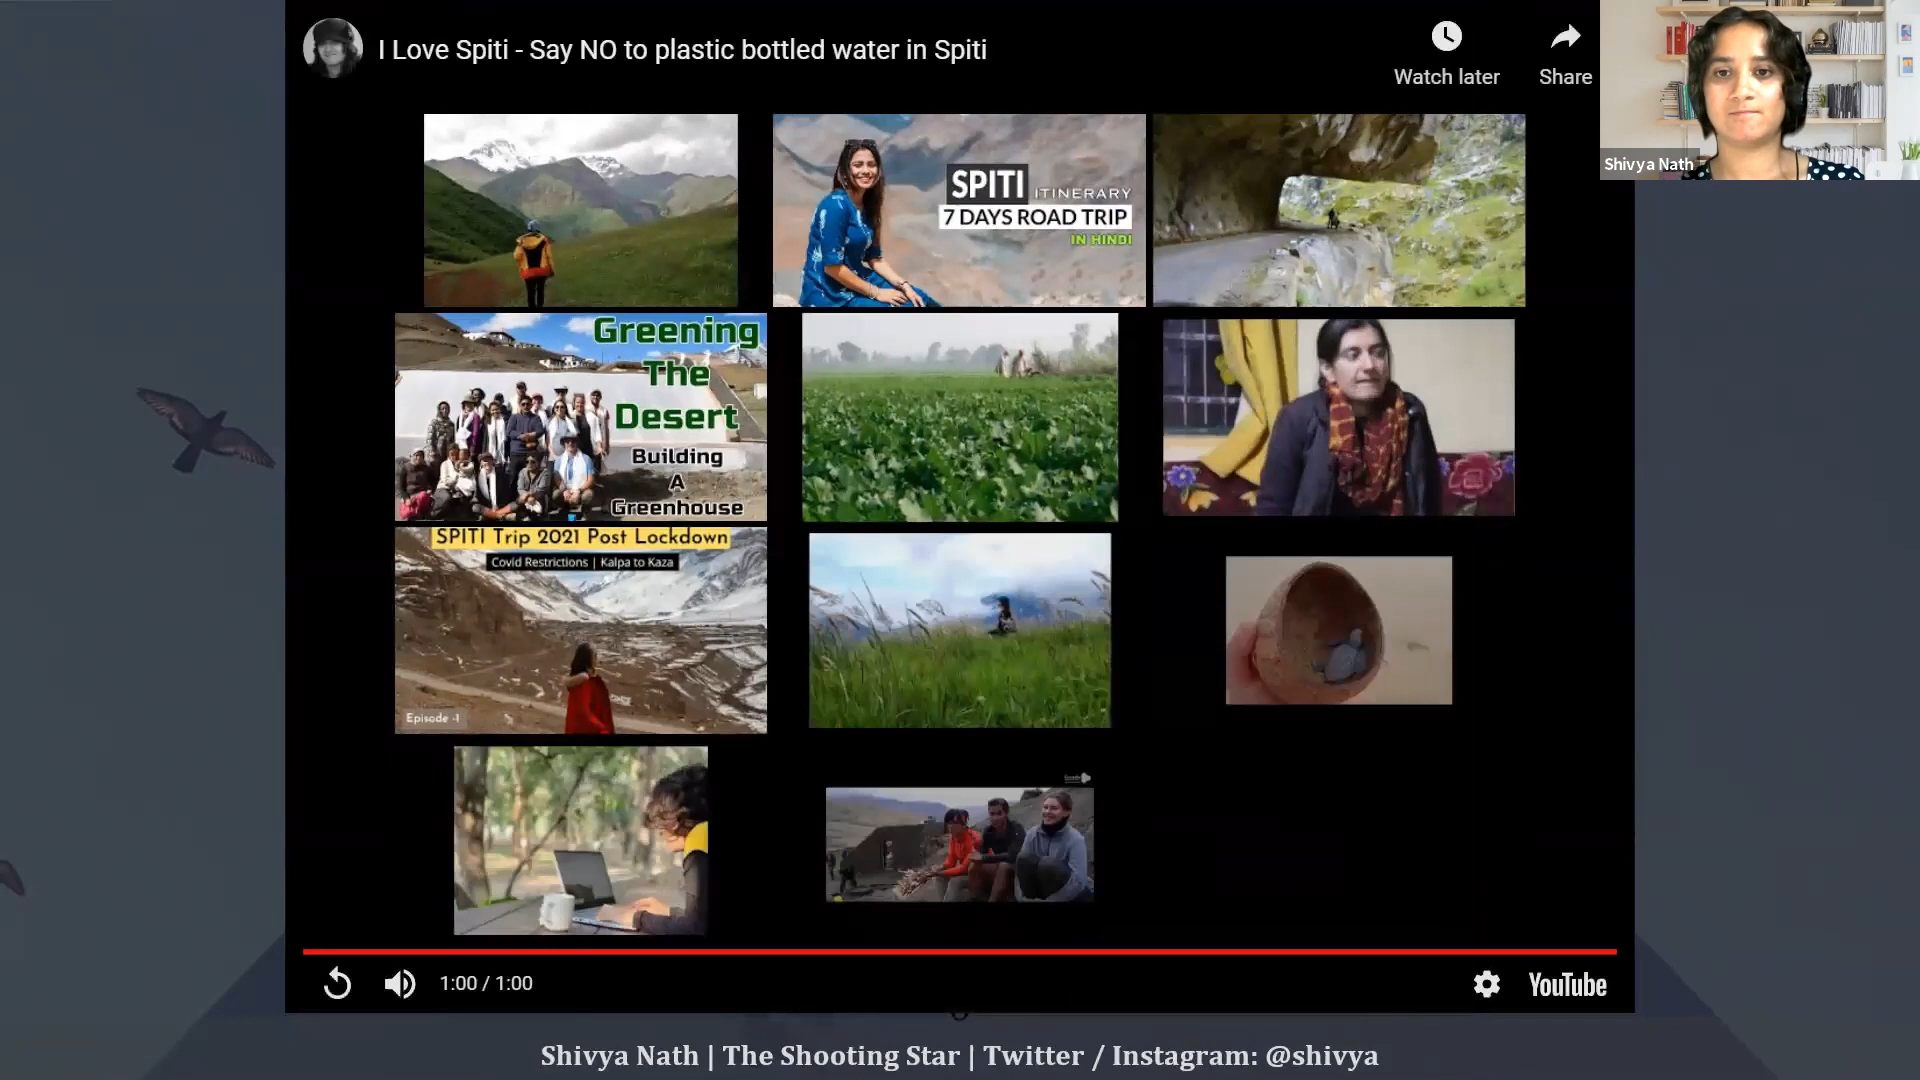 I Love Spiti - Say NO to plastic bottled water in Spiti
Watch later
Share
Shivya Nath
SPITI ITINERARY
7 DAYS ROAD TRIP
IN HINDI
Greening
The
Desert
Building
A
Greenhouse
SPITI Trip 2021 Post Lockdown
Covid Restrictions | Kalpa to Kaza
Episode -1
1:00 / 1:00
YouTube
Shivya Nath | The Shooting Star | Twitter / Instagram: @shivya